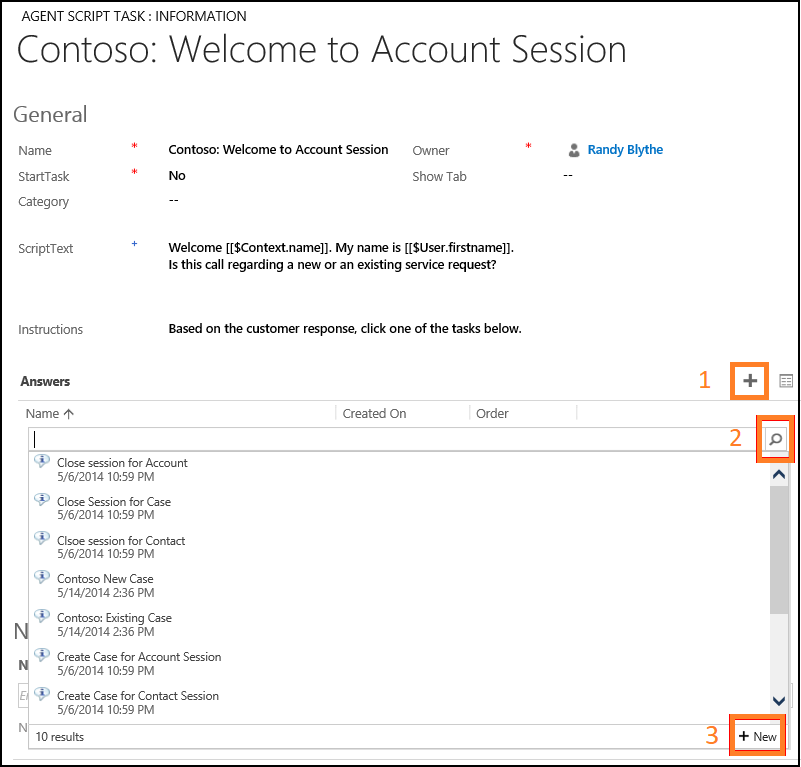 AGENT SCRIPT TASK : INFORMATION
Contoso: Welcome to Account Session
General
Name * Contoso: Welcome to Account Session Owner * Randy Blythe
StartTask * No Show Tab --
Category --
ScriptText + Welcome [[$Context.name]]. My name is [[$User.firstname]].
Is this call regarding a new or an existing service request?
Instructions Based on the customer response, click one of the tasks below.
Answers 1 +
Name ↑ Created On Order
2
Close session for Account
5/6/2014 10:59 PM
Close Session for Case
5/6/2014 10:59 PM
Clsoe session for Contact
5/6/2014 10:59 PM
Contoso New Case
5/14/2014 2:36 PM
Contoso: Existing Case
5/14/2014 2:36 PM
Create Case for Account Session
5/6/2014 10:59 PM
Create Case for Contact Session
5/6/2014 10:59 PM
10 results 3 + New